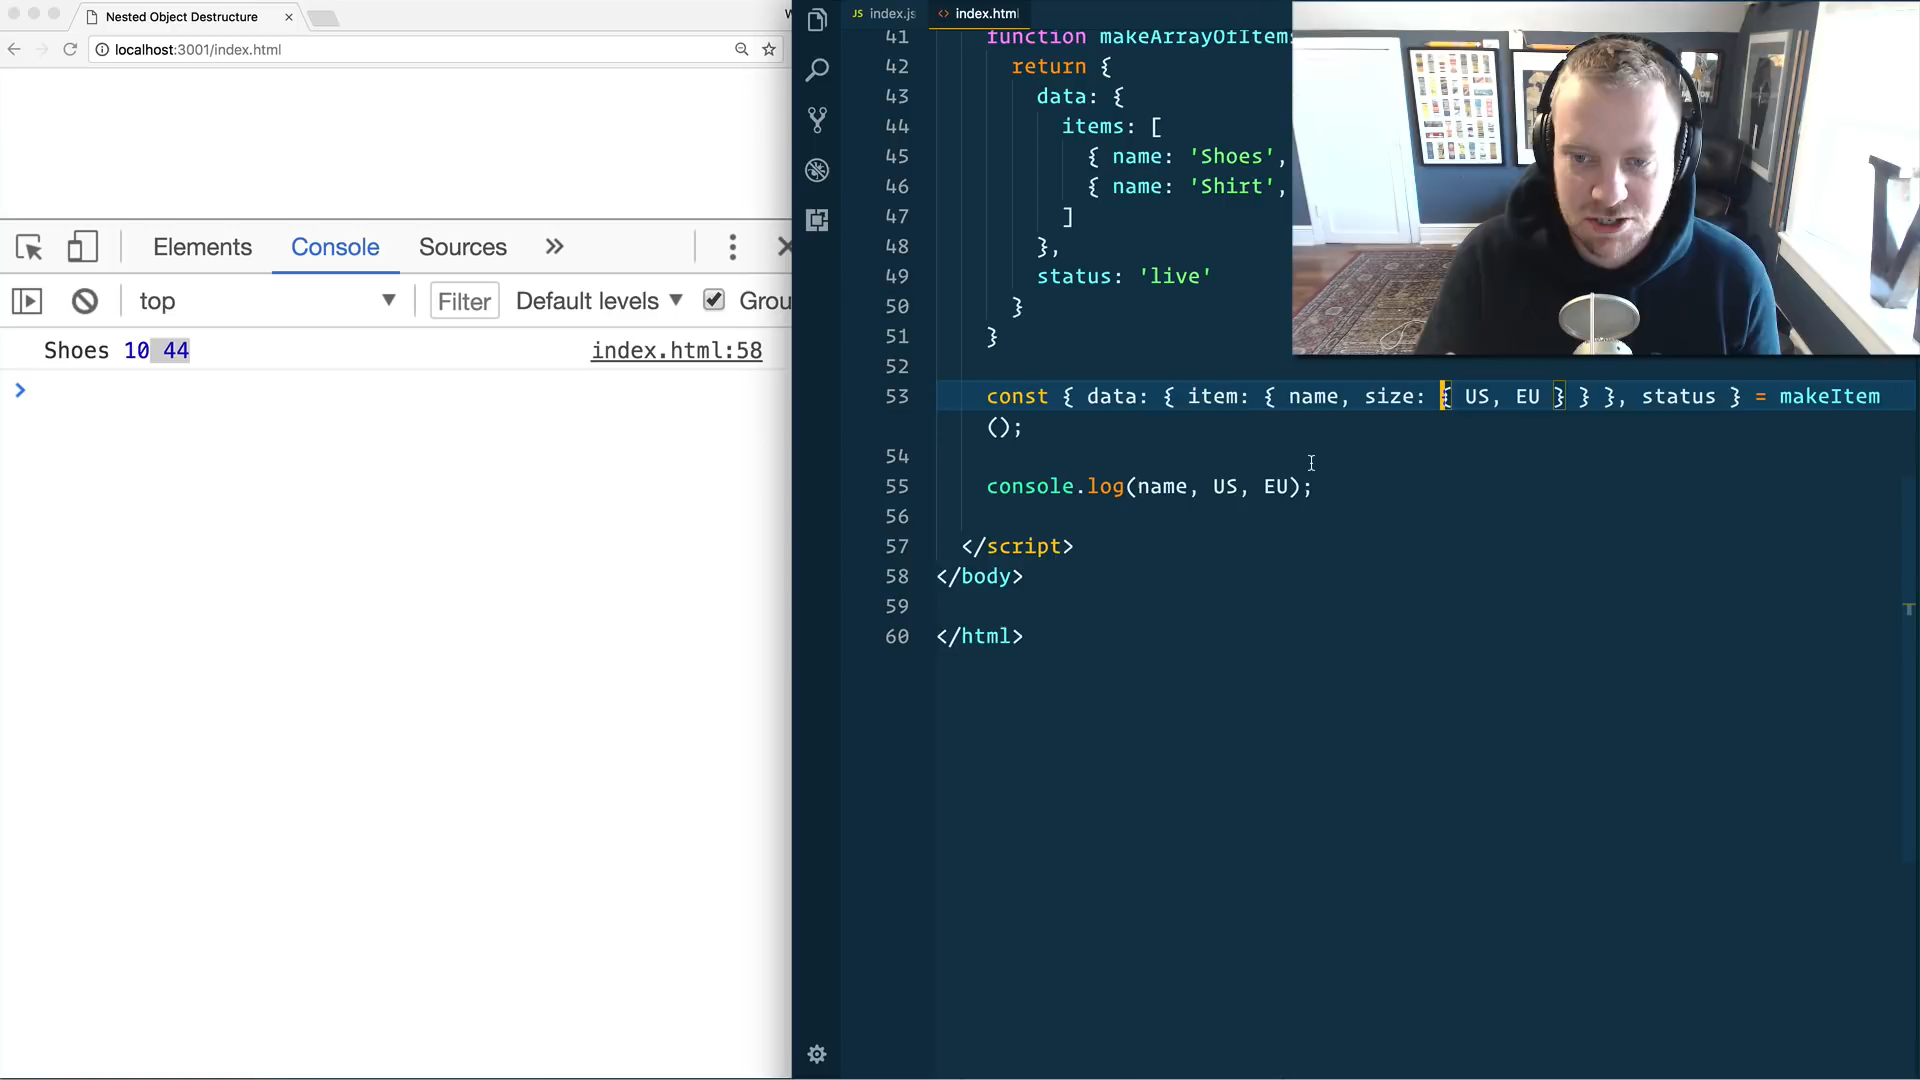 Nested Object Destructure
localhost:3001/index.html
Elements
Console
Sources
top
Filter
Default levels
Grou
Shoes 10 44
index.html:58
JS index.js
index.html
41 function makeArrayOfItem
42 return {
43 data: {
44 items: [
45 { name: 'Shoes',
46 { name: 'Shirt',
47 ]
48 },
49 status: 'live'
50 }
51 }
52
53 const { data: { item: { name, size: { US, EU } } }, status } = makeItem
();
54
55 console.log(name, US, EU);
56
57 </script>
58 </body>
59
60 </html>